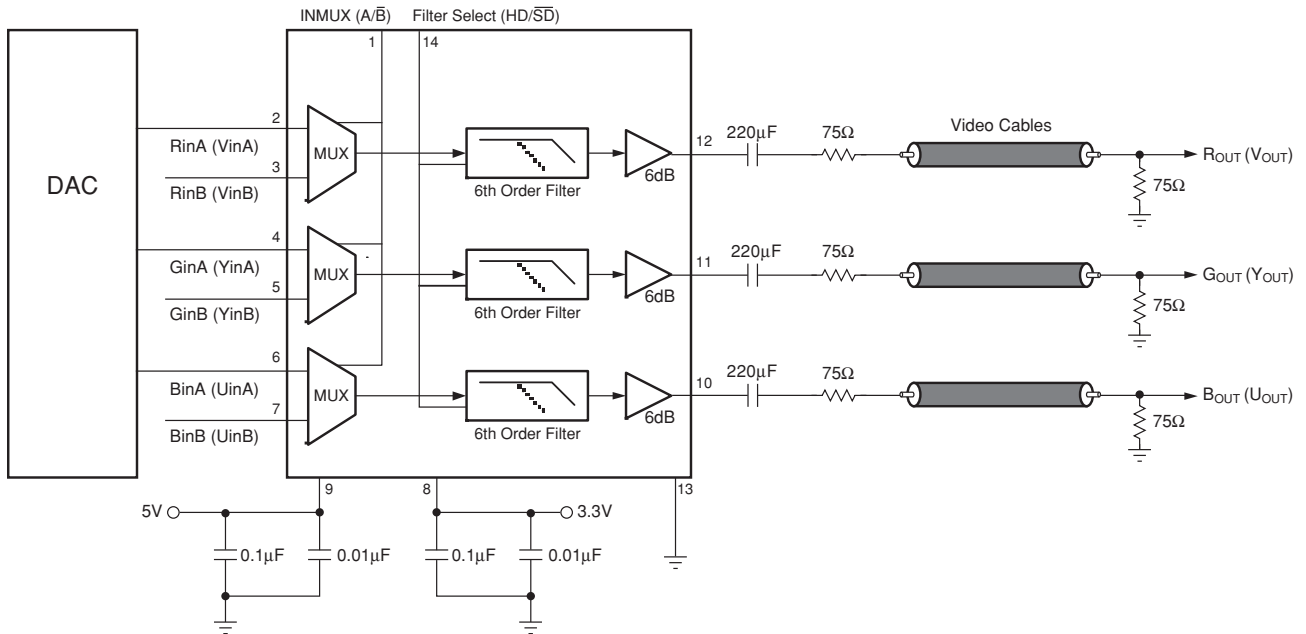 INMUX (A/B̅) Filter Select (HD/S̅D̅)
1 14
DAC
2
RinA (VinA)
3
RinB (VinB)
MUX
6th Order Filter
6dB
12
220μF
75Ω
Video Cables
ROUT (VOUT)
75Ω
4
GinA (YinA)
5
GinB (YinB)
MUX
6th Order Filter
6dB
11
220μF
75Ω
GOUT (YOUT)
75Ω
6
BinA (UinA)
7
BinB (UinB)
MUX
6th Order Filter
6dB
10
220μF
75Ω
BOUT (UOUT)
75Ω
9 8 13
5V 3.3V
0.1μF 0.01μF 0.1μF 0.01μF